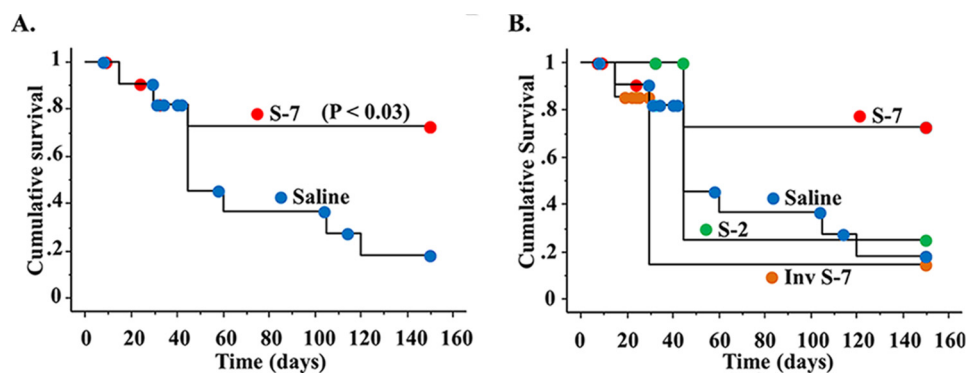 A.
Cumulative survival
1
.8
.6
.4
.2
0
S-7 (P < 0.03)
Saline
0 20 40 60 80 100 120 140 160
Time (days)
B.
Cumulative Survival
1
.8
.6
.4
.2
0
S-7
Saline
S-2
Inv S-7
0 20 40 60 80 105 120 140 160
Time (days)